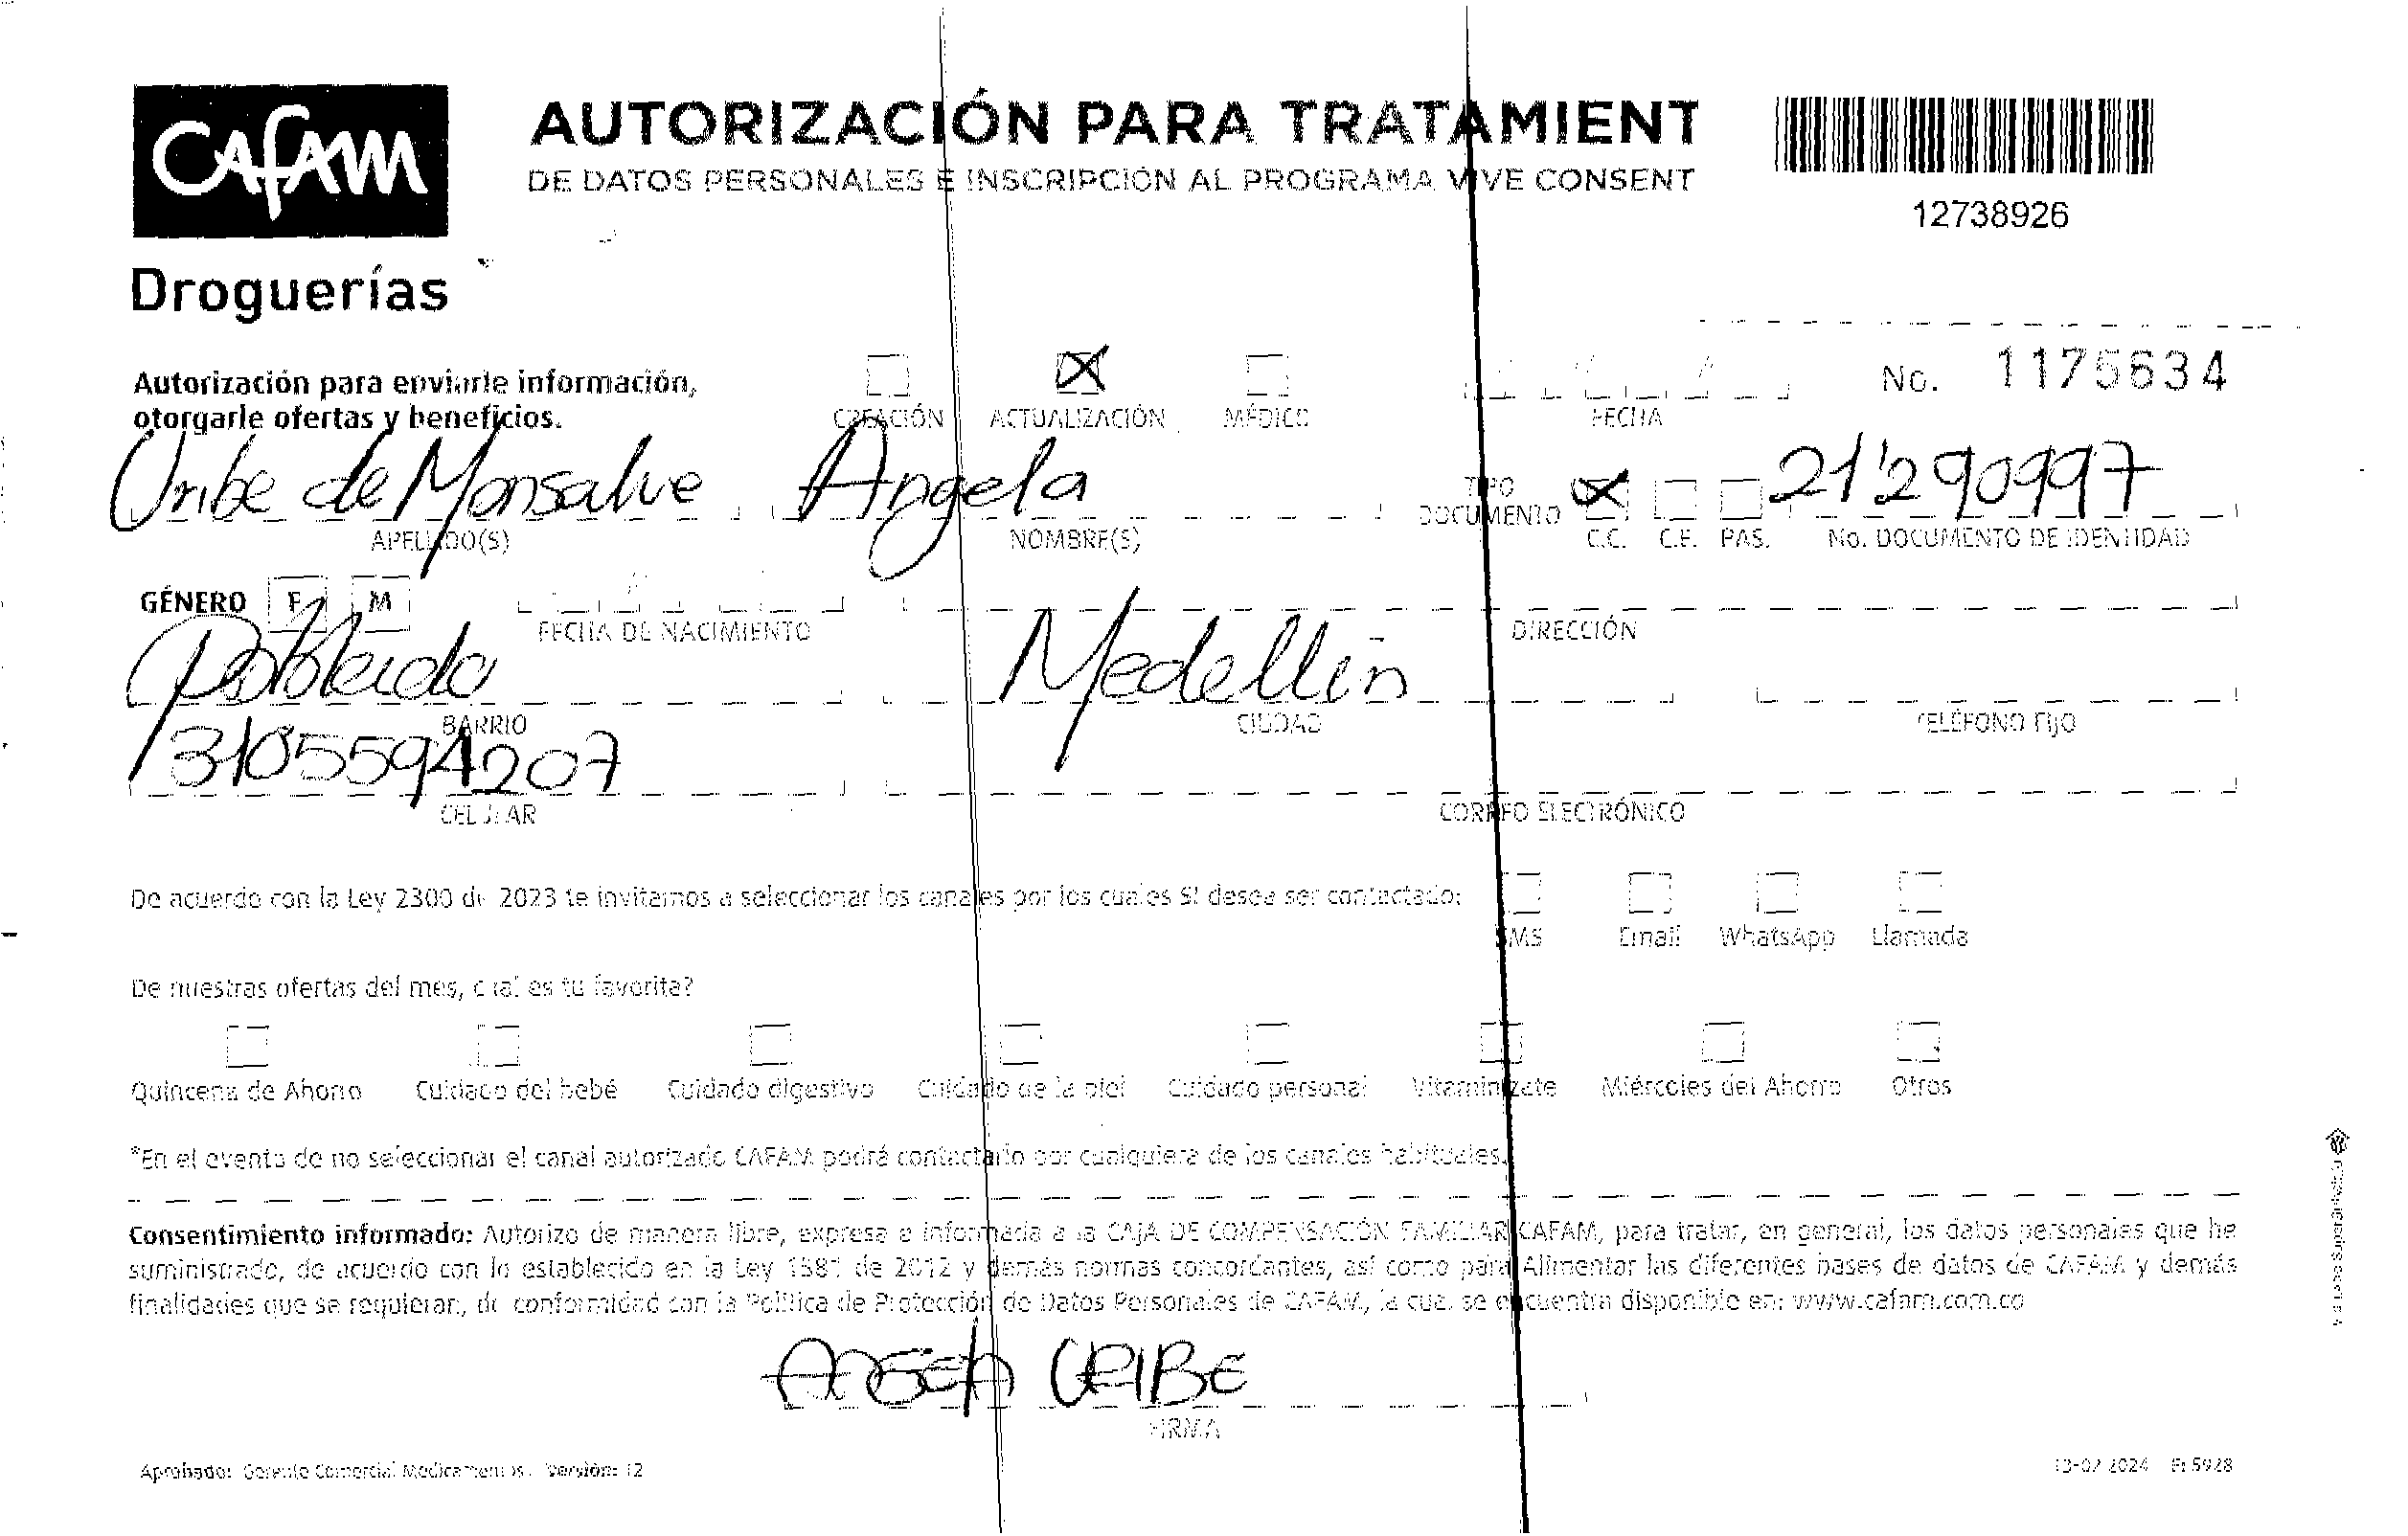 CAFAM
Droguerías
AUTORIZACIÓN PARA TRATAMIENT
DE DATOS PERSONALES E INSCRIPCIÓN AL PROGRAMA VIVE CONSENT
12738926
Autorización para enviarle información,
otorgarle ofertas y beneficios.
CREACIÓN ACTUALIZACIÓN MÉDICO FECHA No. 1175634
Uribe de Monsalve Angela 21'290997
APELLIDO(S) NOMBRE(S) TIPO DOCUMENTO C.C. C.E. PAS. No. DOCUMENTO DE IDENTIDAD
GÉNERO F M FECHA DE NACIMIENTO DIRECCIÓN
Poblado Medellin
BARRIO CIUDAD TELÉFONO FIJO
3105594207
CELULAR CORREO ELECTRÓNICO
De acuerdo con la Ley 2300 de 2023 te invitamos a seleccionar los canales por los cuales SI desea ser contactado:
SMS Email WhatsApp Llamada
De nuestras ofertas del mes, cual es tu favorita?
Quincena de Ahorro Cuidado del bebé Cuidado digestivo Cuidado de la piel Cuidado personal Vitamínizate Miércoles del Ahorro Otros
*En el evento de no seleccionar el canal autorizado CAFAM podrá contactarlo por cualquiera de los canales habituales.
Consentimiento informado: Autorizo de manera libre, expresa e informada a la CAJA DE COMPENSACIÓN FAMILIAR CAFAM, para tratar, en general, los datos personales que he
suministrado, de acuerdo con lo establecido en la Ley 1581 de 2012 y demás normas concordantes, así como para Alimentar las diferentes bases de datos de CAFAM y demás
finalidades que se requieran, de conformidad con la Política de Protección de Datos Personales de CAFAM, la cual se encuentra disponible en: www.cafam.com.co
ANGELA URIBE
FIRMA
Aprobado: Gerente Comercial Medicamentos. Versión: 12
13-02 2024 Ft 5928